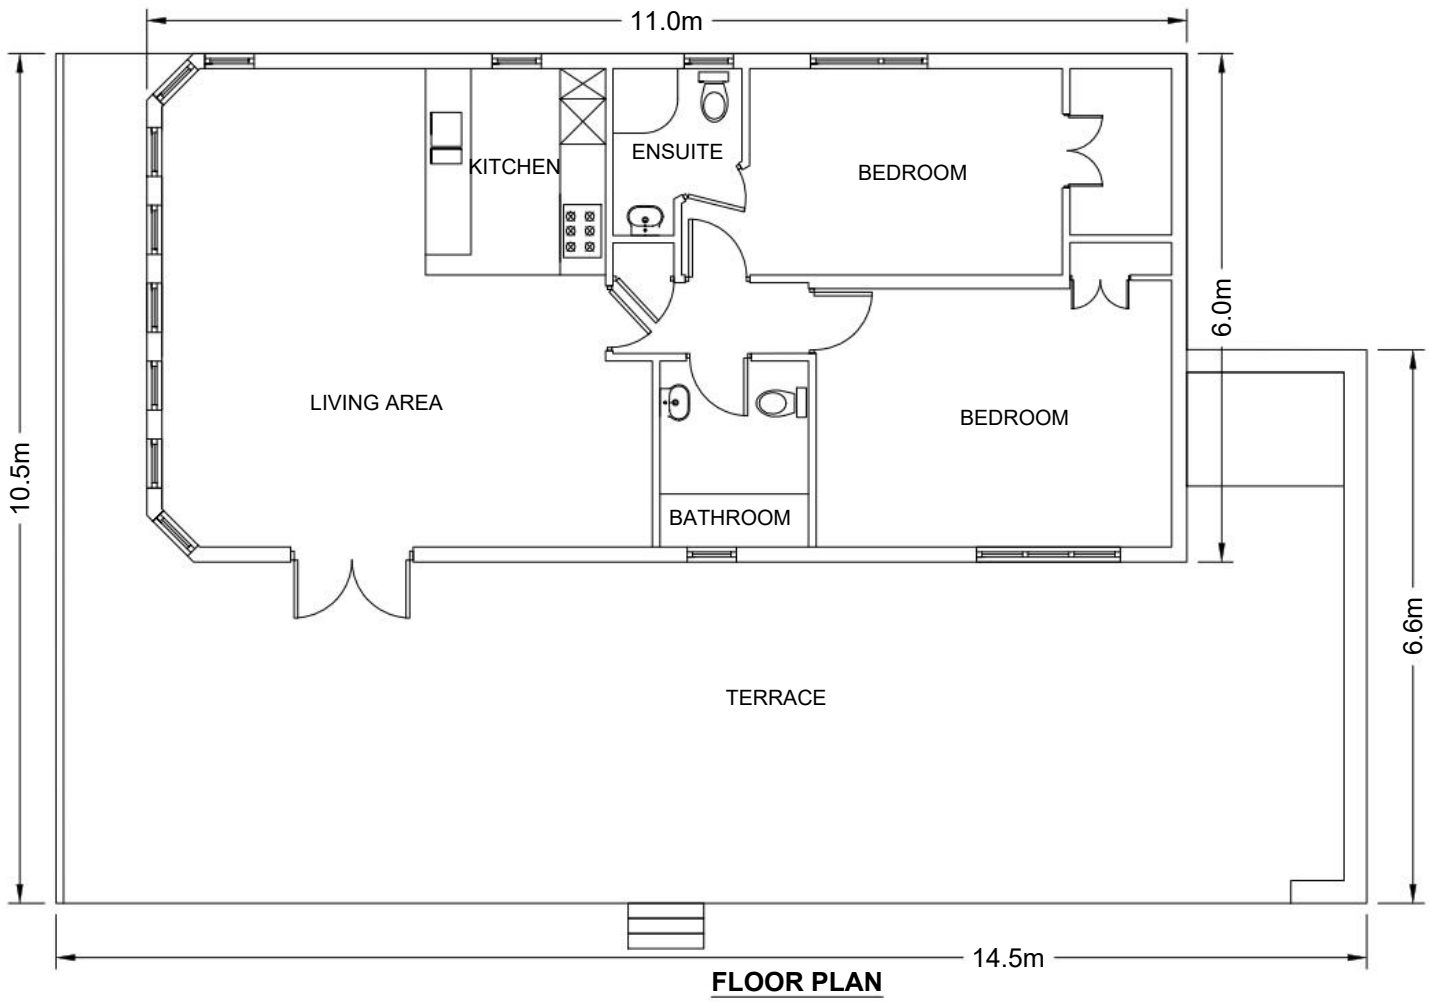 11.0m
ENSUITE
KITCHEN
BEDROOM
6.0m
LIVING AREA
BEDROOM
10.5m
BATHROOM
6.6m
TERRACE
14.5m
FLOOR PLAN